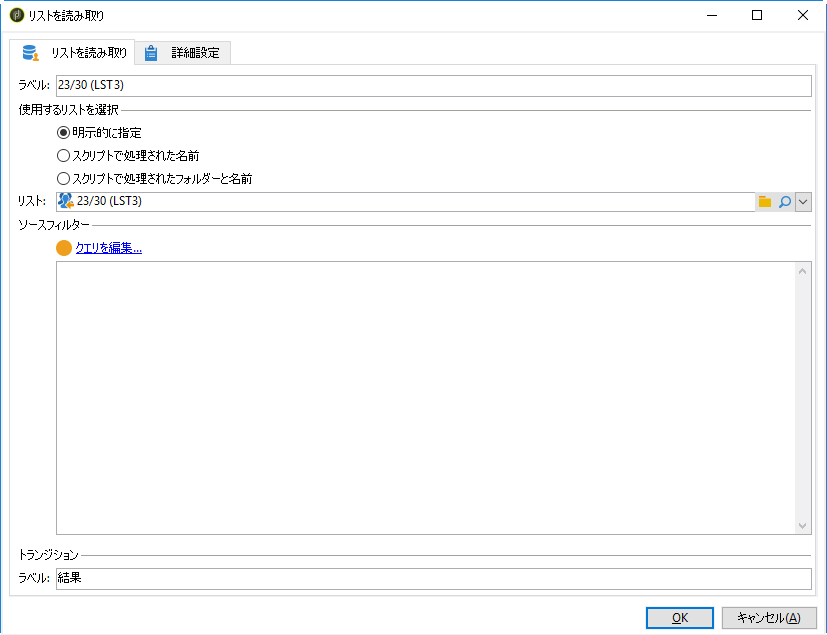 リストを読み取り
リストを読み取り 詳細設定
ラベル: 23/30 (LST3)
使用するリストを選択
明示的に指定
スクリプトで処理された名前
スクリプトで処理されたフォルダーと名前
リスト: 23/30 (LST3)
ソースフィルター
クエリを編集...
トランジション
ラベル: 結果
OK キャンセル(A)